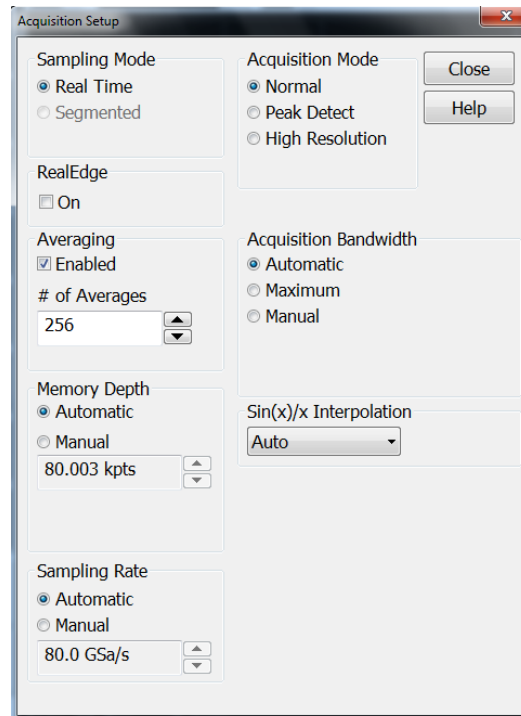 Acquisition Setup
Sampling Mode
Real Time
Segmented
RealEdge
On
Averaging
Enabled
# of Averages
256
Memory Depth
Automatic
Manual
80.003 kpts
Sampling Rate
Automatic
Manual
80.0 GSa/s
Acquisition Mode
Normal
Peak Detect
High Resolution
Close
Help
Acquisition Bandwidth
Automatic
Maximum
Manual
Sin(x)/x Interpolation
Auto